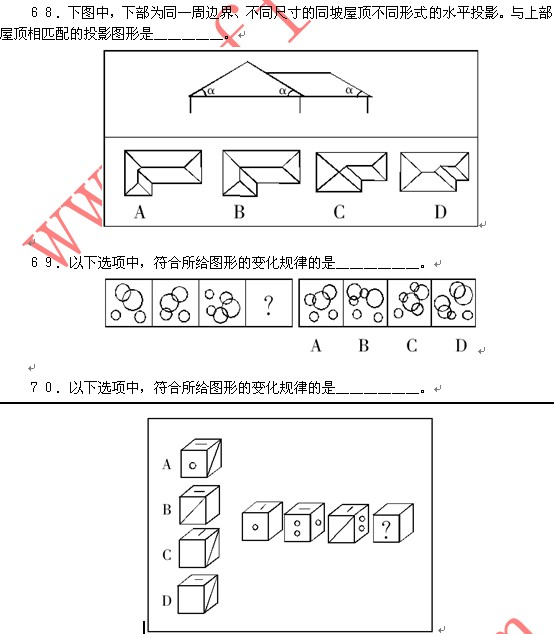 68．下图中，下部为同一周边界、不同尺寸的同坡屋顶不同形式的水平投影。与上部
屋顶相匹配的投影图形是________。
α α α
A B C D
69．以下选项中，符合所给图形的变化规律的是__________。
?
A B C D
70．以下选项中，符合所给图形的变化规律的是__________。
A
B
?
C
D